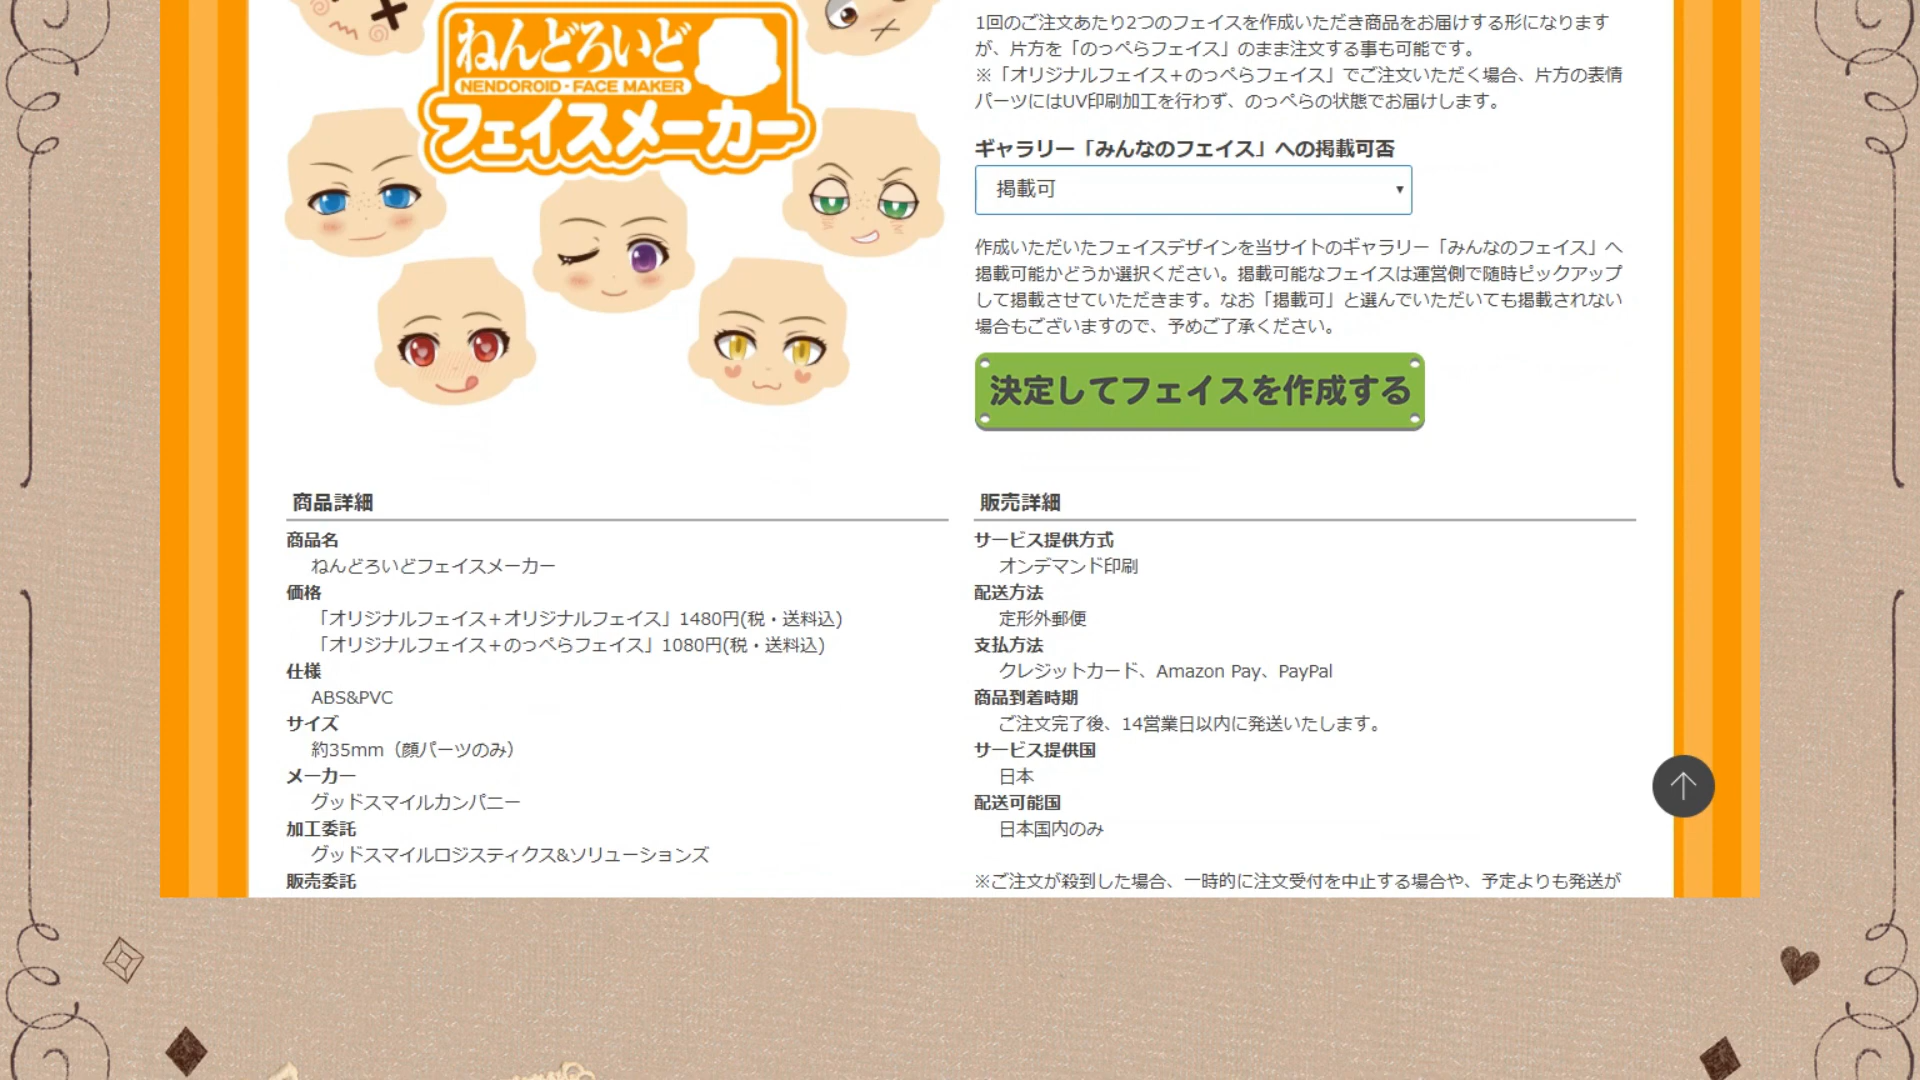 ねんどろいど
NENDOROID・FACE MAKER
フェイスメーカー
1回のご注文あたり2つのフェイスを作成いただき商品をお届けする形になります
が、片方を「のっぺらフェイス」のまま注文する事も可能です。
※「オリジナルフェイス＋のっぺらフェイス」でご注文いただく場合、片方の表情
パーツにはUV印刷加工を行わず、のっぺらの状態でお届けします。
ギャラリー「みんなのフェイス」への掲載可否
掲載可
作成いただいたフェイスデザインを当サイトのギャラリー「みんなのフェイス」へ
掲載可能かどうか選択ください。掲載可能なフェイスは運営側で随時ピックアップ
して掲載させていただきます。なお「掲載可」と選んでいただいても掲載されない
場合もございますので、予めご了承ください。
決定してフェイスを作成する
商品詳細
商品名
ねんどろいどフェイスメーカー
価格
「オリジナルフェイス＋オリジナルフェイス」1480円(税・送料込)
「オリジナルフェイス＋のっぺらフェイス」1080円(税・送料込)
仕様
ABS&PVC
サイズ
約35mm（顔パーツのみ）
メーカー
グッドスマイルカンパニー
加工委託
グッドスマイルロジスティクス&ソリューションズ
販売委託
販売詳細
サービス提供方式
オンデマンド印刷
配送方法
定形外郵便
支払方法
クレジットカード、Amazon Pay、PayPal
商品到着時期
ご注文完了後、14営業日以内に発送いたします。
サービス提供国
日本
配送可能国
日本国内のみ
※ご注文が殺到した場合、一時的に注文受付を中止する場合や、予定よりも発送が